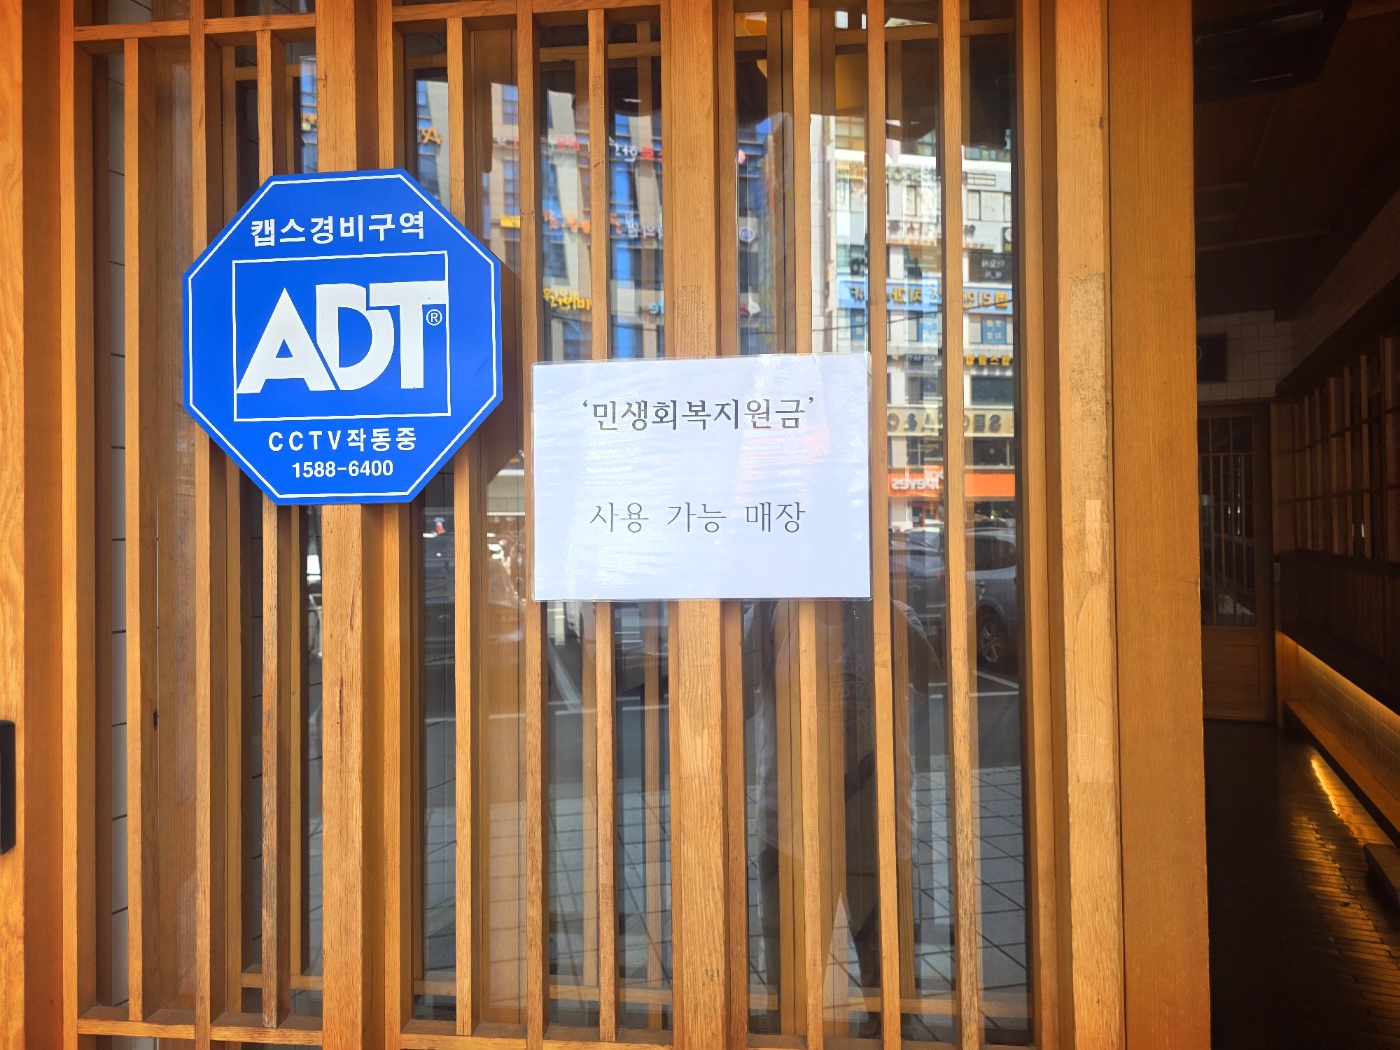 캡스경비구역
ADT®
CCTV작동중
1588-6400
‘민생회복지원금’
사용 가능 매장